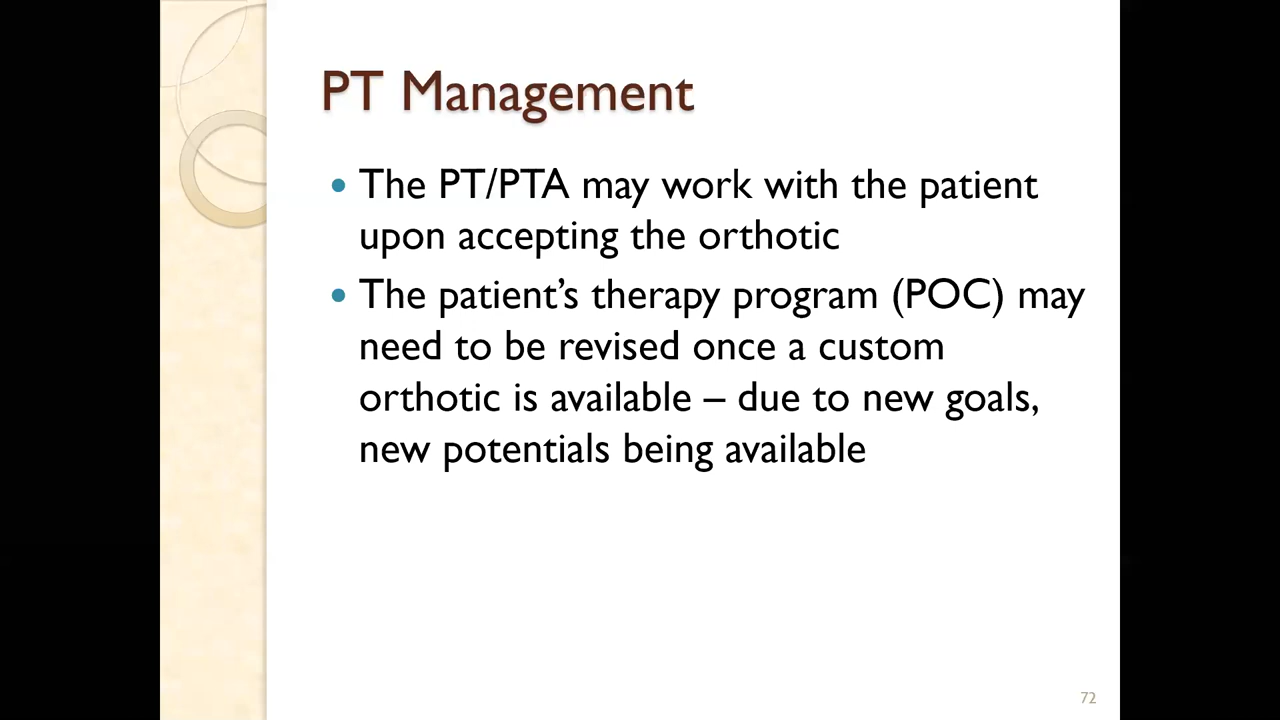 PT Management
• The PT/PTA may work with the patient
upon accepting the orthotic
• The patient’s therapy program (POC) may
need to be revised once a custom
orthotic is available – due to new goals,
new potentials being available
72